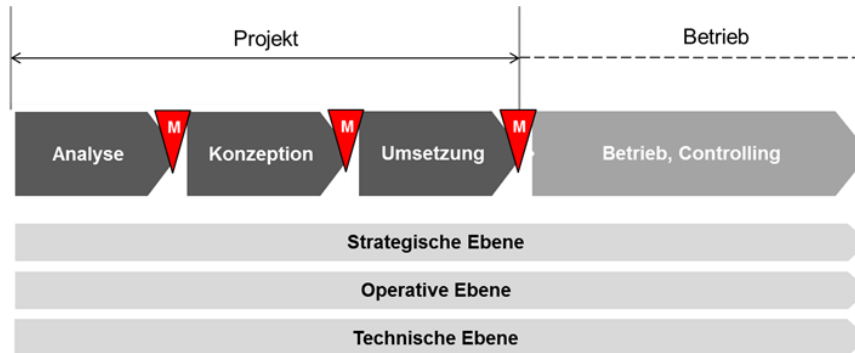 Projekt
Betrieb
M
M
M
Analyse
Konzeption
Umsetzung
Betrieb, Controlling
Strategische Ebene
Operative Ebene
Technische Ebene